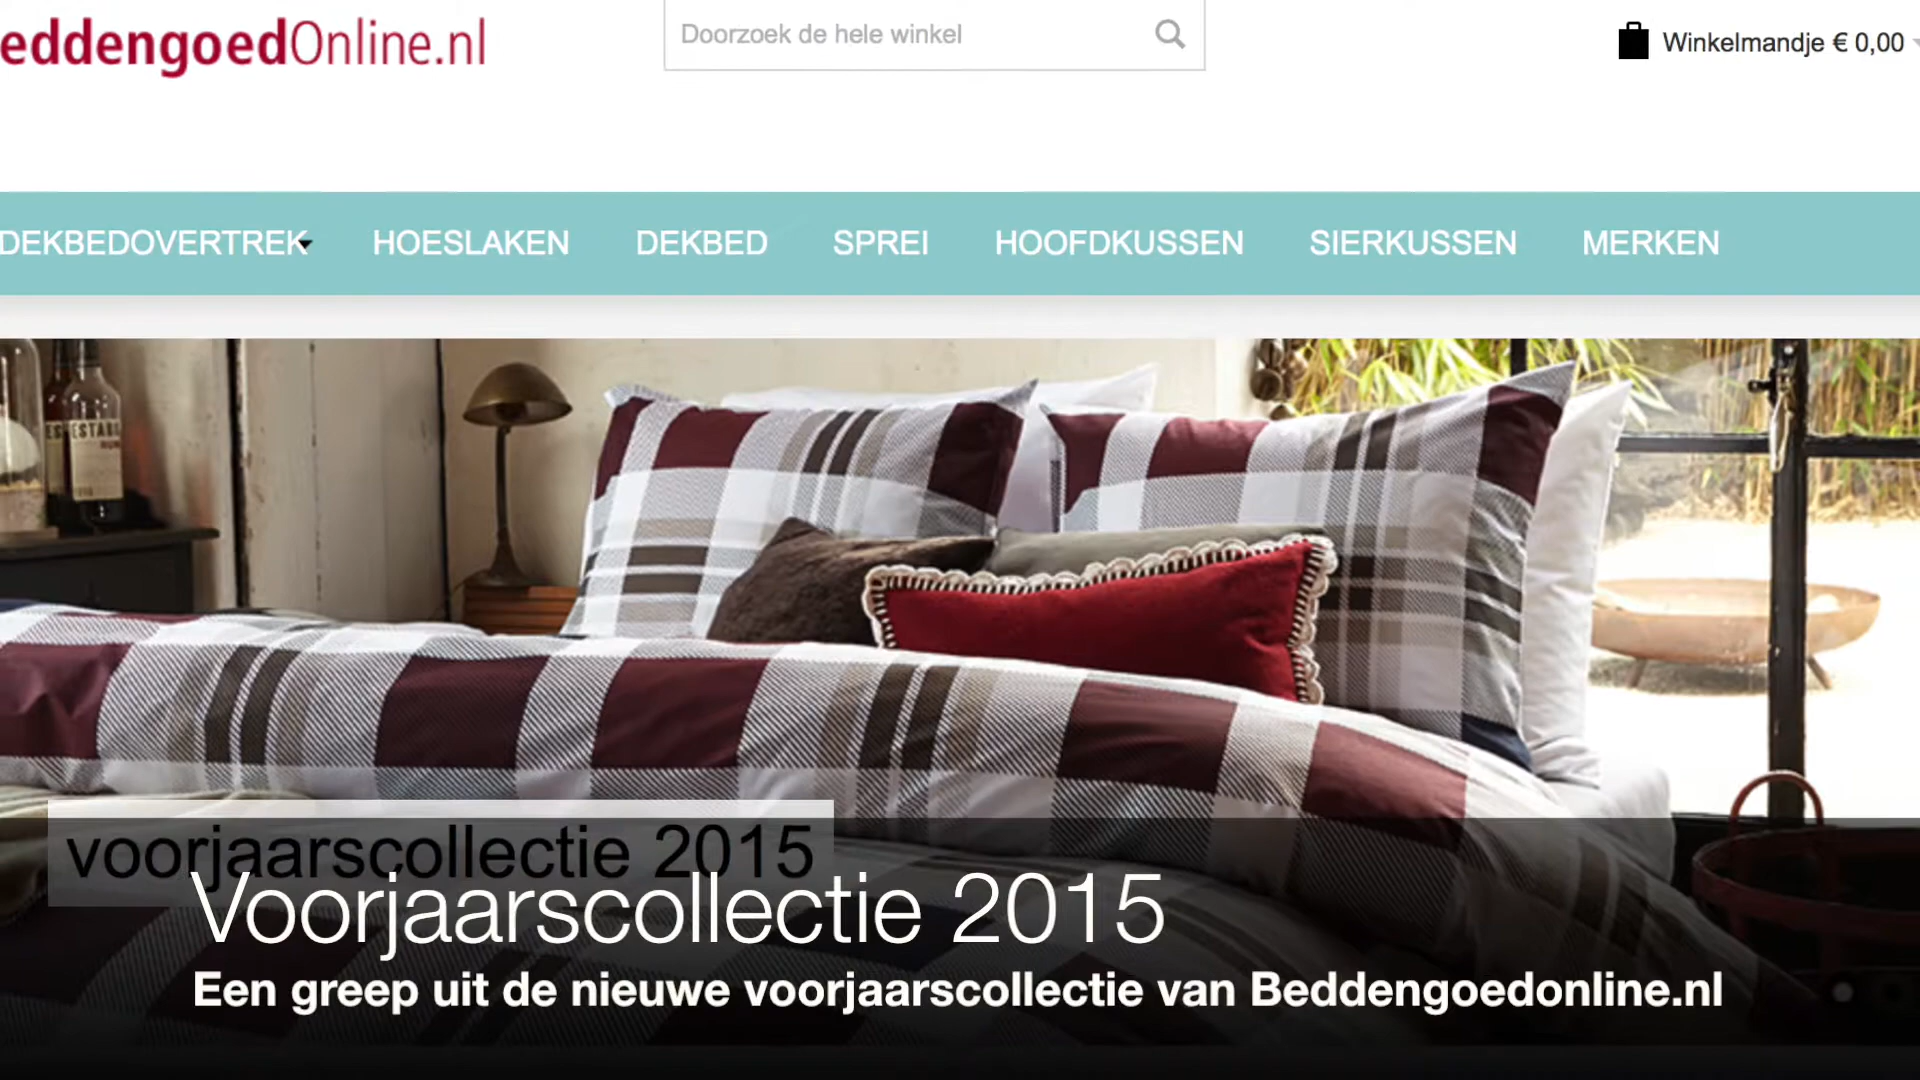 eddengoedOnline.nl
Doorzoek de hele winkel
Winkelmandje € 0,00
DEKBEDOVERTREK HOESLAKEN DEKBED SPREI HOOFDKUSSEN SIERKUSSEN MERKEN
voorjaarscollectie 2015
Voorjaarscollectie 2015
Een greep uit de nieuwe voorjaarscollectie van Beddengoedonline.nl